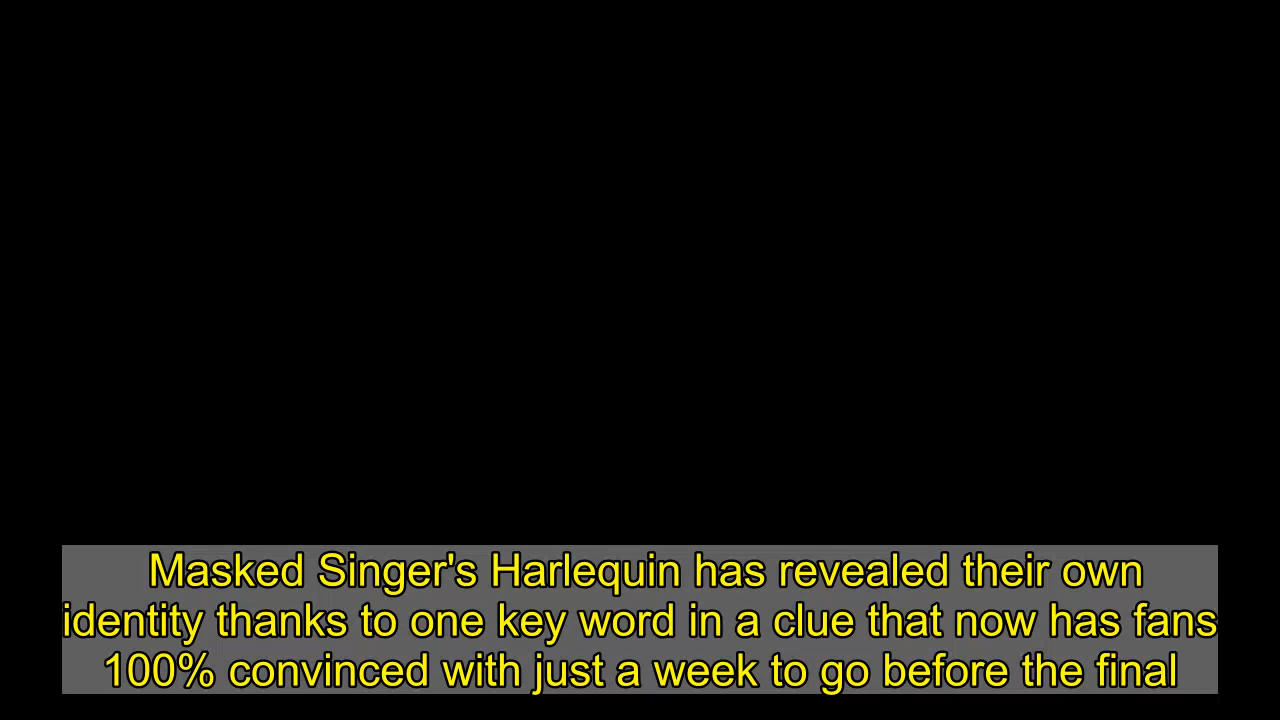 Masked Singer's Harlequin has revealed their own
identity thanks to one key word in a clue that now has fans
100% convinced with just a week to go before the final